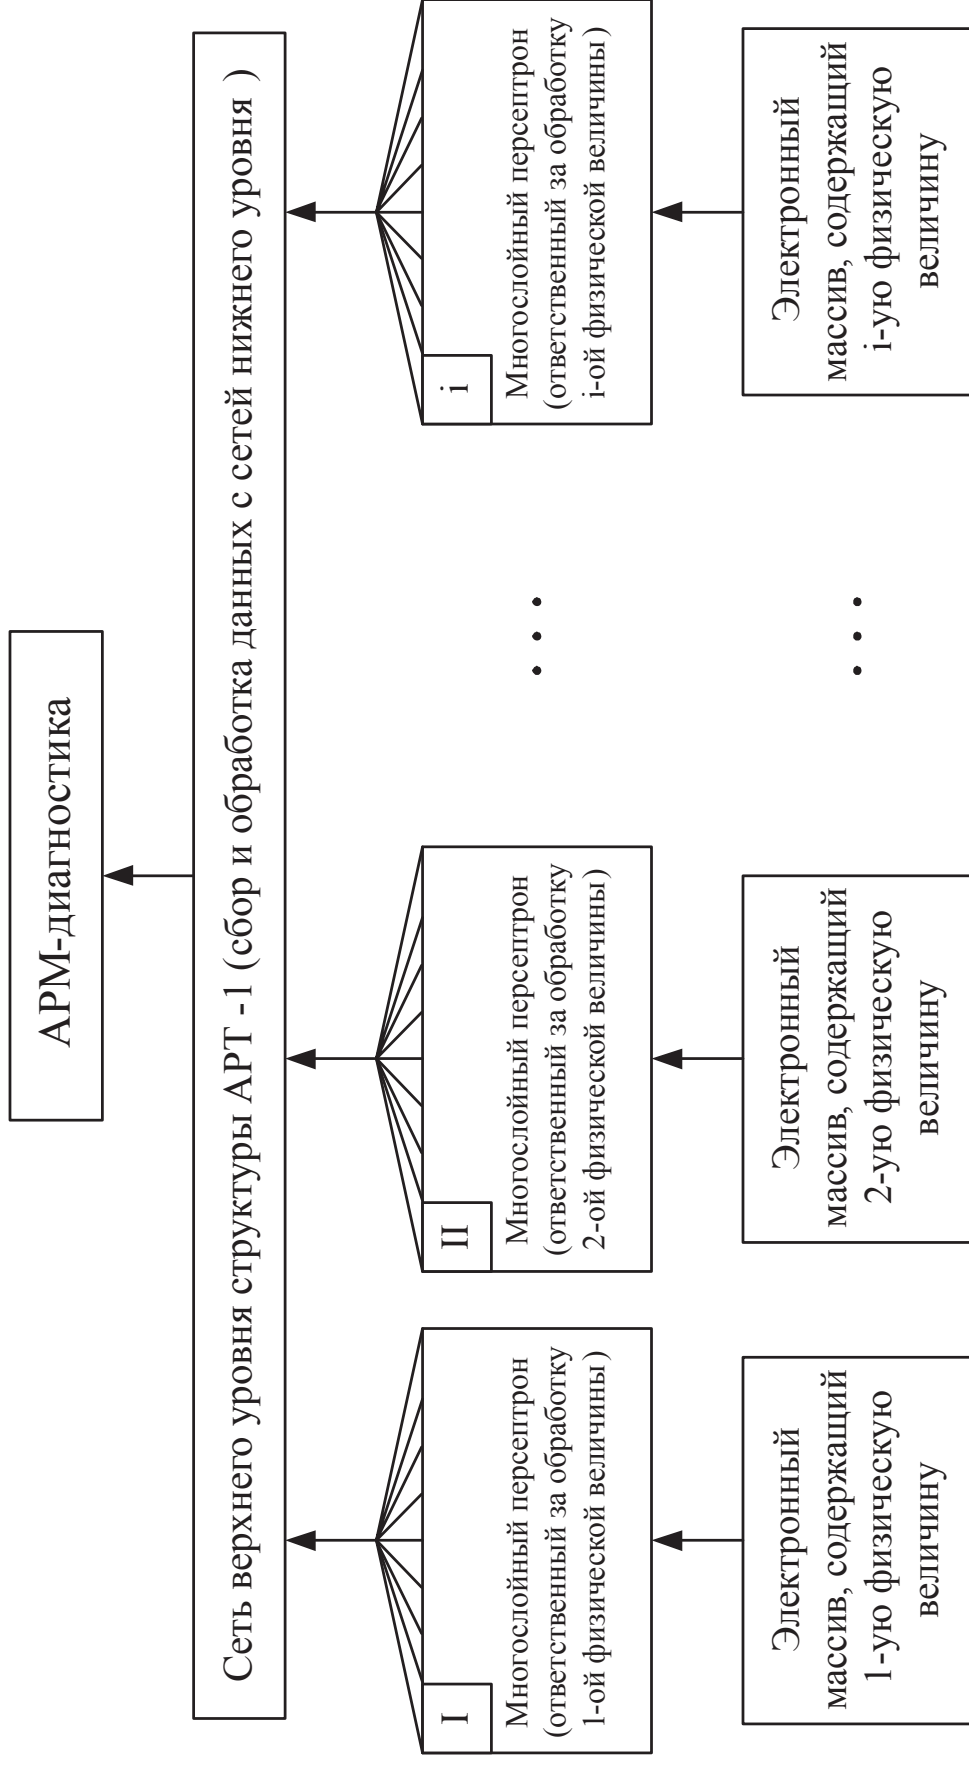 АРМ-диагностика
Сеть верхнего уровня структуры АРТ -1 (сбор и обработка данных с сетей нижнего уровня )
I
Многослойный персептрон
(ответственный за обработку
1-ой физической величины)
II
Многослойный персептрон
(ответственный за обработку
2-ой физической величины)
i
Многослойный персептрон
(ответственный за обработку
i-ой физической величины)
. . .
Электронный
массив, содержащий
1-ую физическую
величину
Электронный
массив, содержащий
2-ую физическую
величину
. . .
Электронный
массив, содержащий
i-ую физическую
величину